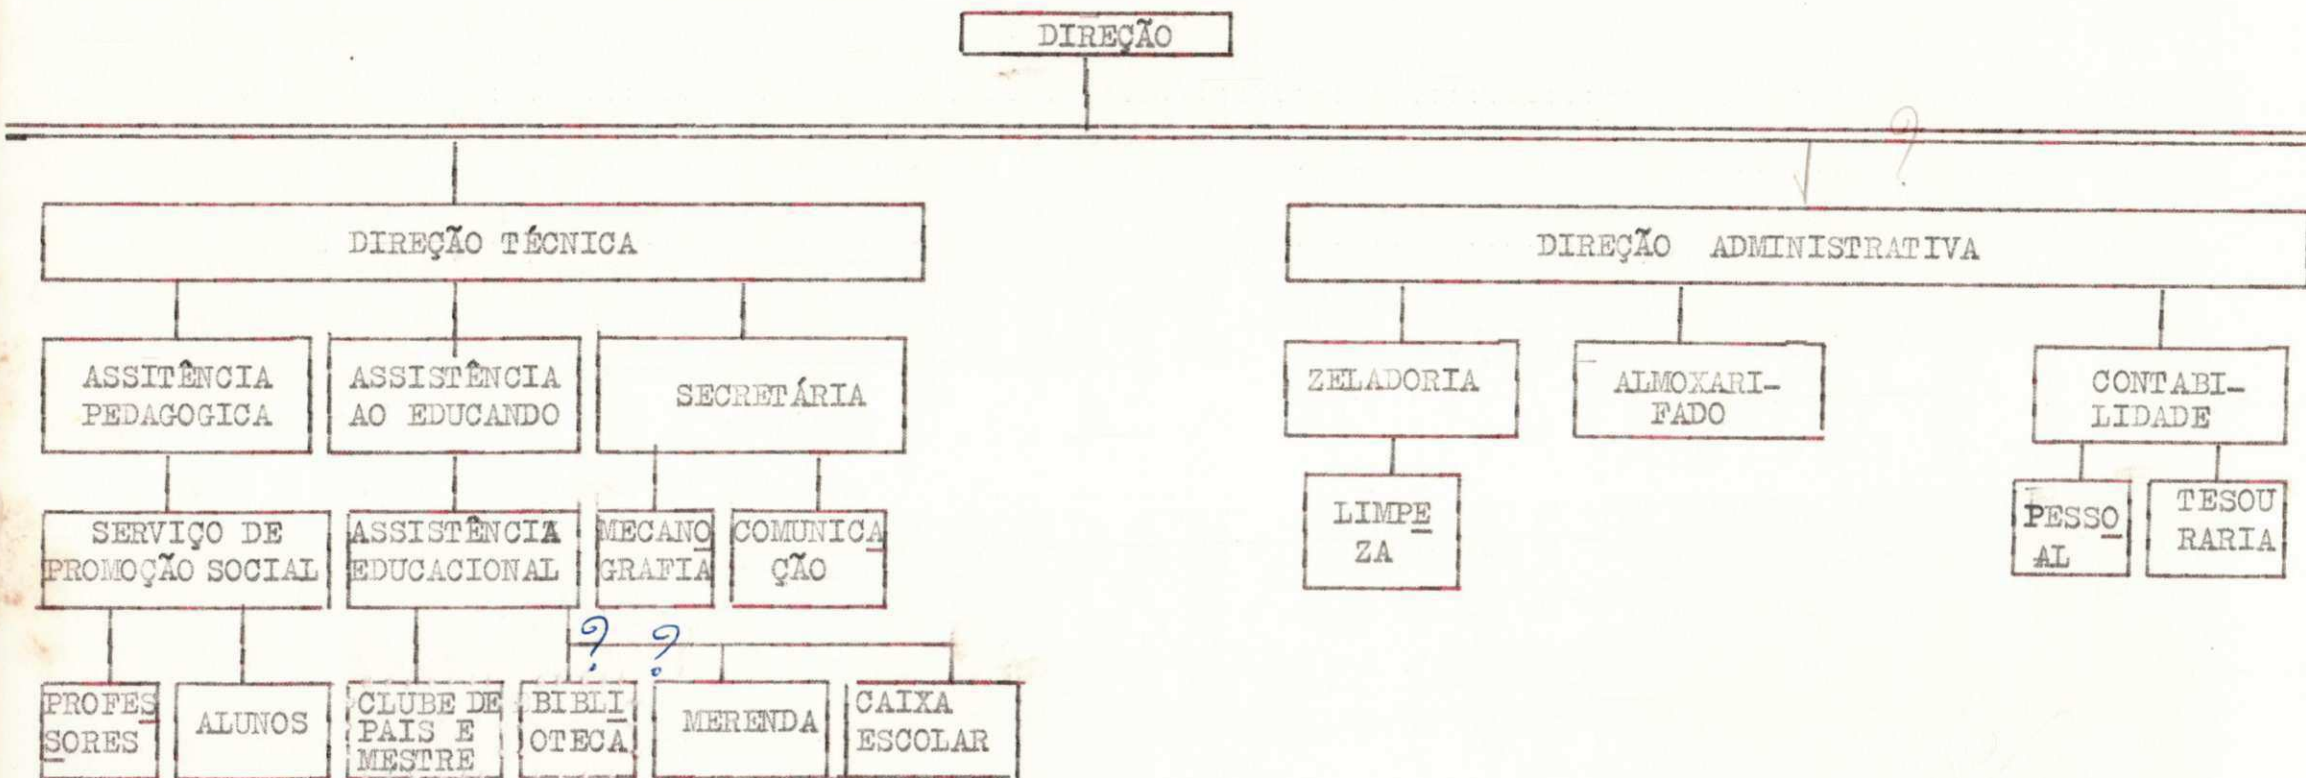 DIREÇÃO
?
DIREÇÃO TÉCNICA
DIREÇÃO ADMINISTRATIVA
ASSITÊNCIA
PEDAGOGICA
ASSISTÊNCIA
AO EDUCANDO
SECRETÁRIA
ZELADORIA
ALMOXARI-
FADO
CONTABI-
LIDADE
SERVIÇO DE
PROMOÇÃO SOCIAL
ASSISTÊNCIA
EDUCACIONAL
MECANO
GRAFIA
COMUNICA
ÇÃO
LIMPE
ZA
PESSO
AL
TESOU
RARIA
? ?
PROFES
SORES
ALUNOS
CLUBE DE
PAIS E
MESTRE
BIBLI
OTECA
MERENDA
CAIXA
ESCOLAR